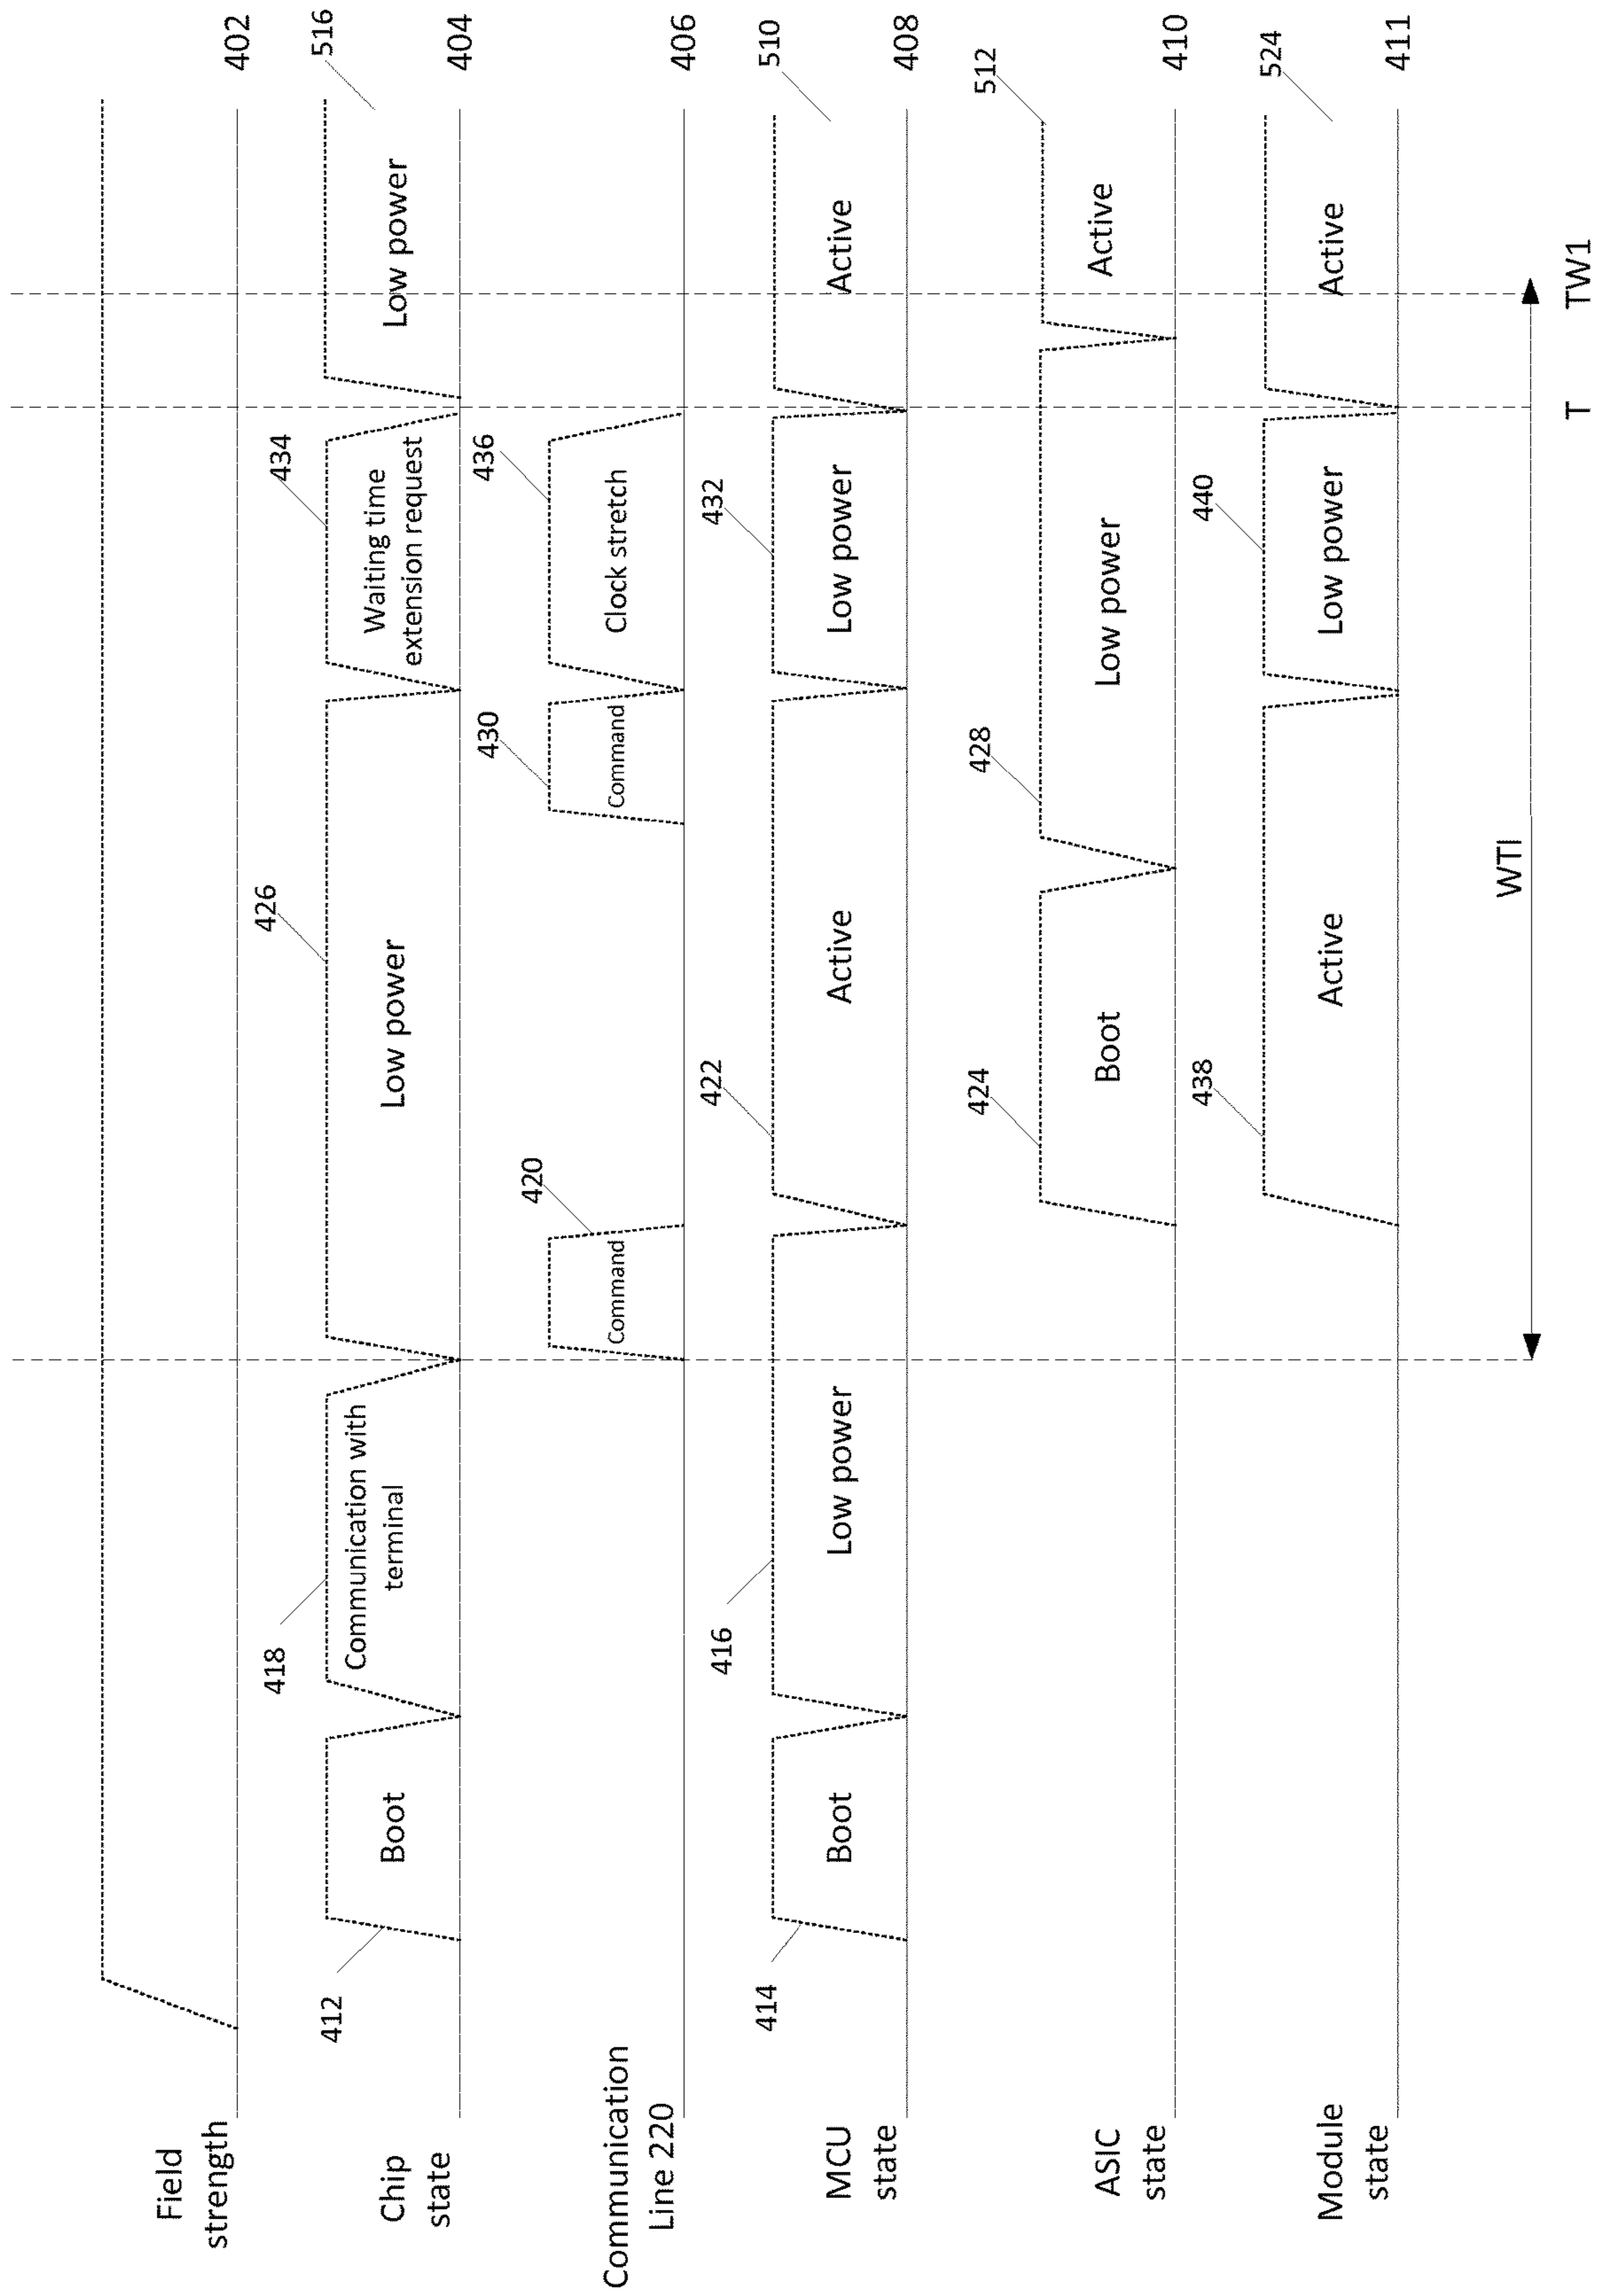 Field
strength
402
Chip
state
412
Boot
418
Communication with
terminal
426
Low power
434
Waiting time
extension request
Low power
516
404
Communication
Line 220
420
Command
430
Command
436
Clock stretch
406
MCU
state
414
Boot
416
Low power
422
Active
432
Low power
Active
510
408
ASIC
state
424
Boot
428
Low power
Active
512
410
Module
state
438
Active
440
Low power
Active
524
411
WTI
T
TW1